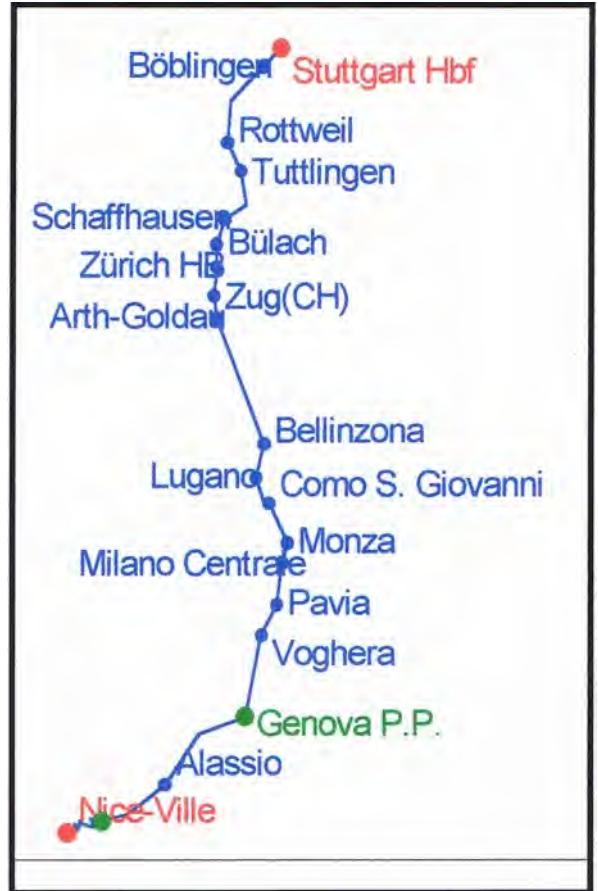 Böblingen
Stuttgart Hbf
Rottweil
Tuttlingen
Schaffhausen
Bülach
Zürich HB
Zug(CH)
Arth-Goldau
Bellinzona
Lugano
Como S. Giovanni
Monza
Milano Centrale
Pavia
Voghera
Genova P.P.
Alassio
Nice-Ville